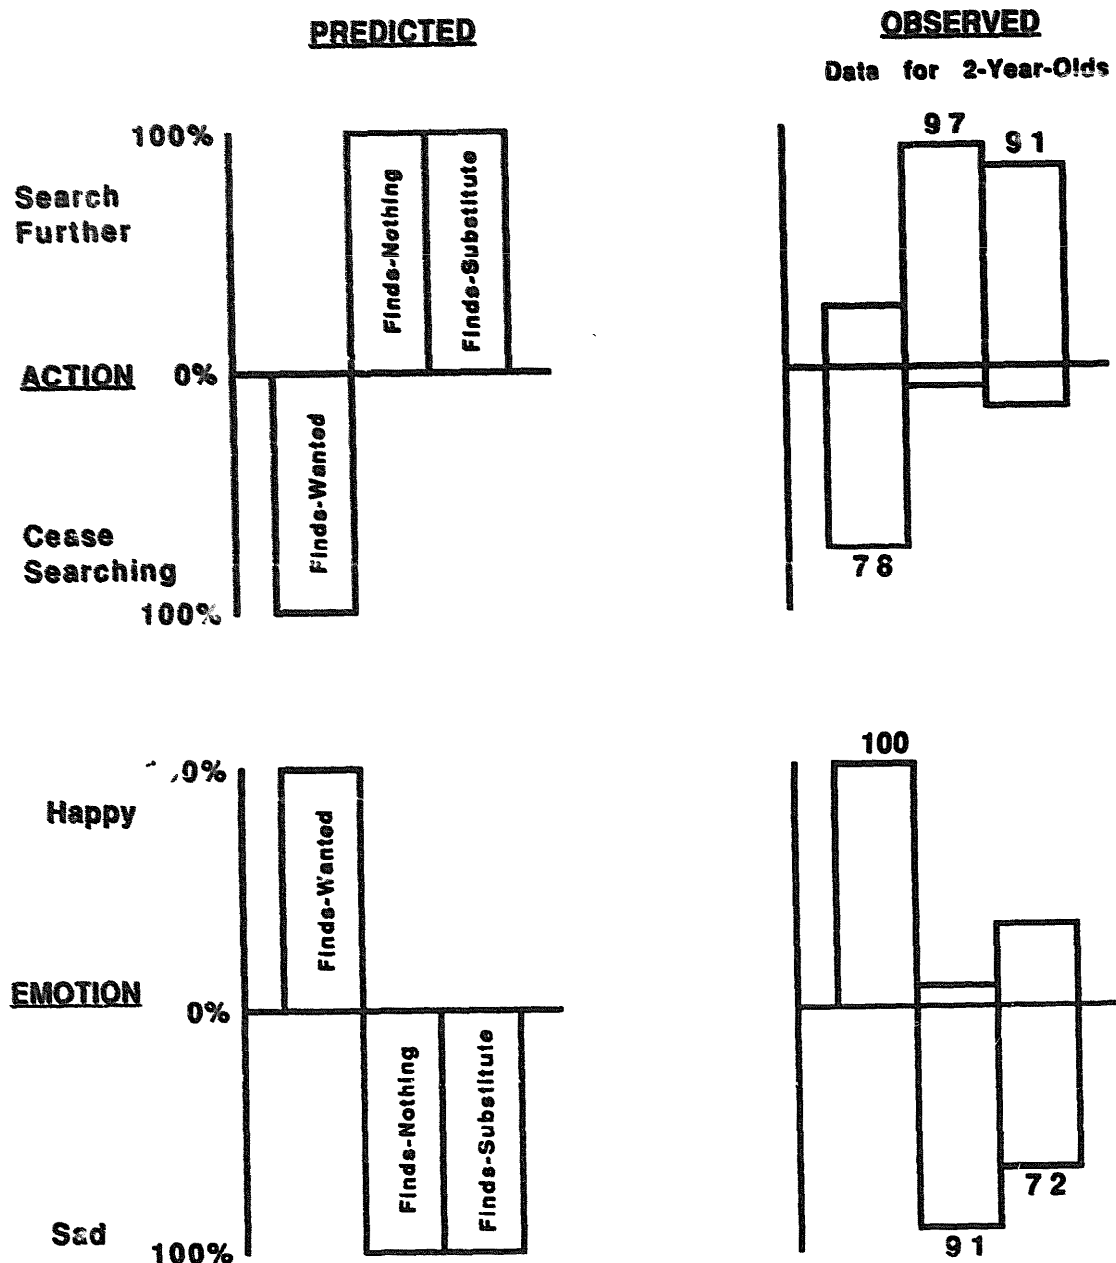 PREDICTED
OBSERVED
Data for 2-Year-Olds
100%
97
91
Search
Further
Finds-Nothing
Finds-Substitute
ACTION
0%
Finds-Wanted
Cease
Searching
78
100%
100
0%
Happy
Finds-Wanted
EMOTION
0%
Finds-Nothing
Finds-Substitute
72
Sad
100%
91